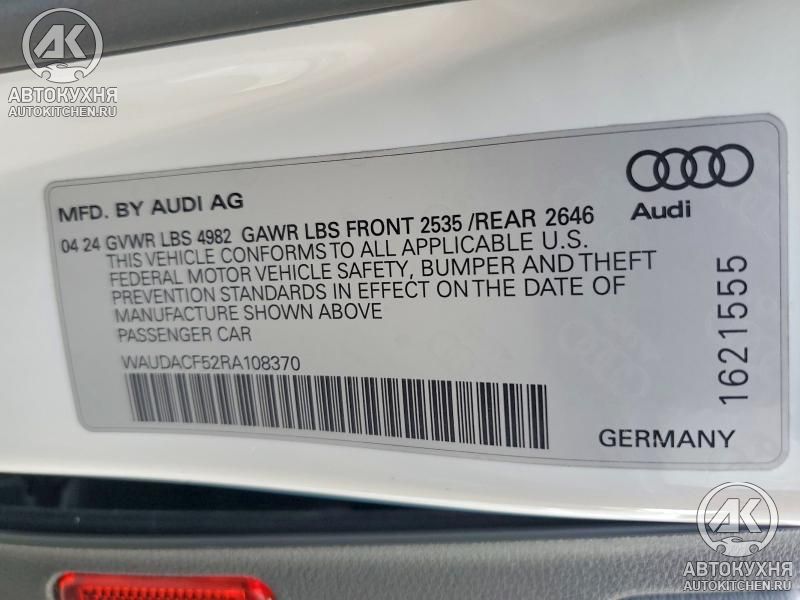 AK
АВТОКУХНЯ
AUTOKITCHEN.RU
Audi
MFD. BY AUDI AG
04 24 GVWR LBS 4982 GAWR LBS FRONT 2535 /REAR 2646
THIS VEHICLE CONFORMS TO ALL APPLICABLE U.S.
FEDERAL MOTOR VEHICLE SAFETY, BUMPER AND THEFT
PREVENTION STANDARDS IN EFFECT ON THE DATE OF
MANUFACTURE SHOWN ABOVE
PASSENGER CAR
WAUDACF52RA108370
1621555
GERMANY
AK
АВТОКУХНЯ
AUTOKITCHEN.RU